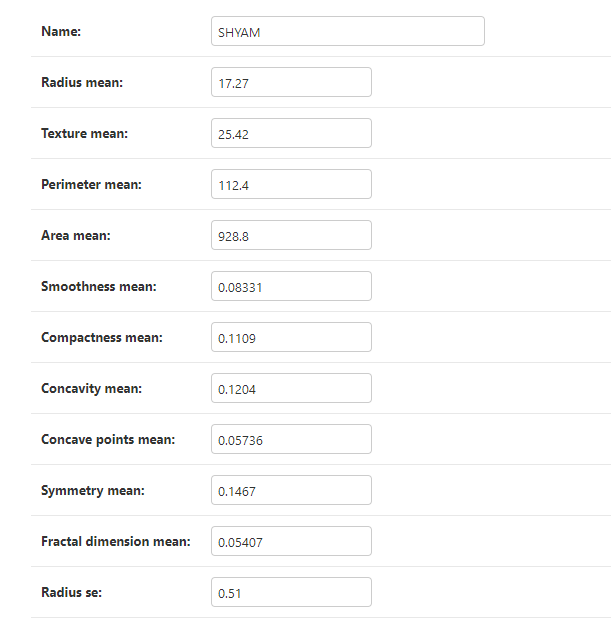 Name: SHYAM
Radius mean: 17.27
Texture mean: 25.42
Perimeter mean: 112.4
Area mean: 928.8
Smoothness mean: 0.08331
Compactness mean: 0.1109
Concavity mean: 0.1204
Concave points mean: 0.05736
Symmetry mean: 0.1467
Fractal dimension mean: 0.05407
Radius se: 0.51